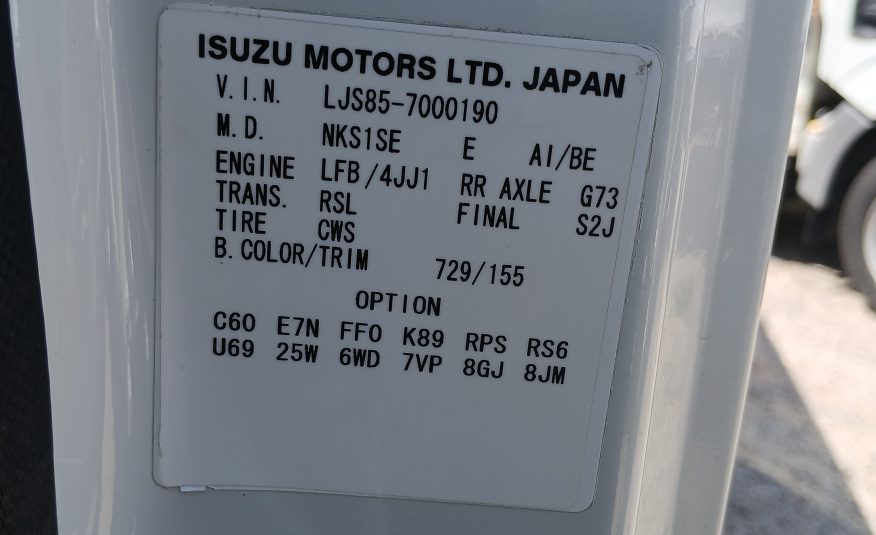 ISUZU MOTORS LTD. JAPAN
V.I.N. LJS85-7000190
M.D. NKS1SE E AI/BE
ENGINE LFB/4JJ1 RR AXLE G73
TRANS. RSL FINAL S2J
TIRE CWS
B.COLOR/TRIM 729/155
OPTION
C60 E7N FF0 K89 RPS RS6
U69 25W 6WD 7VP 8GJ 8JM